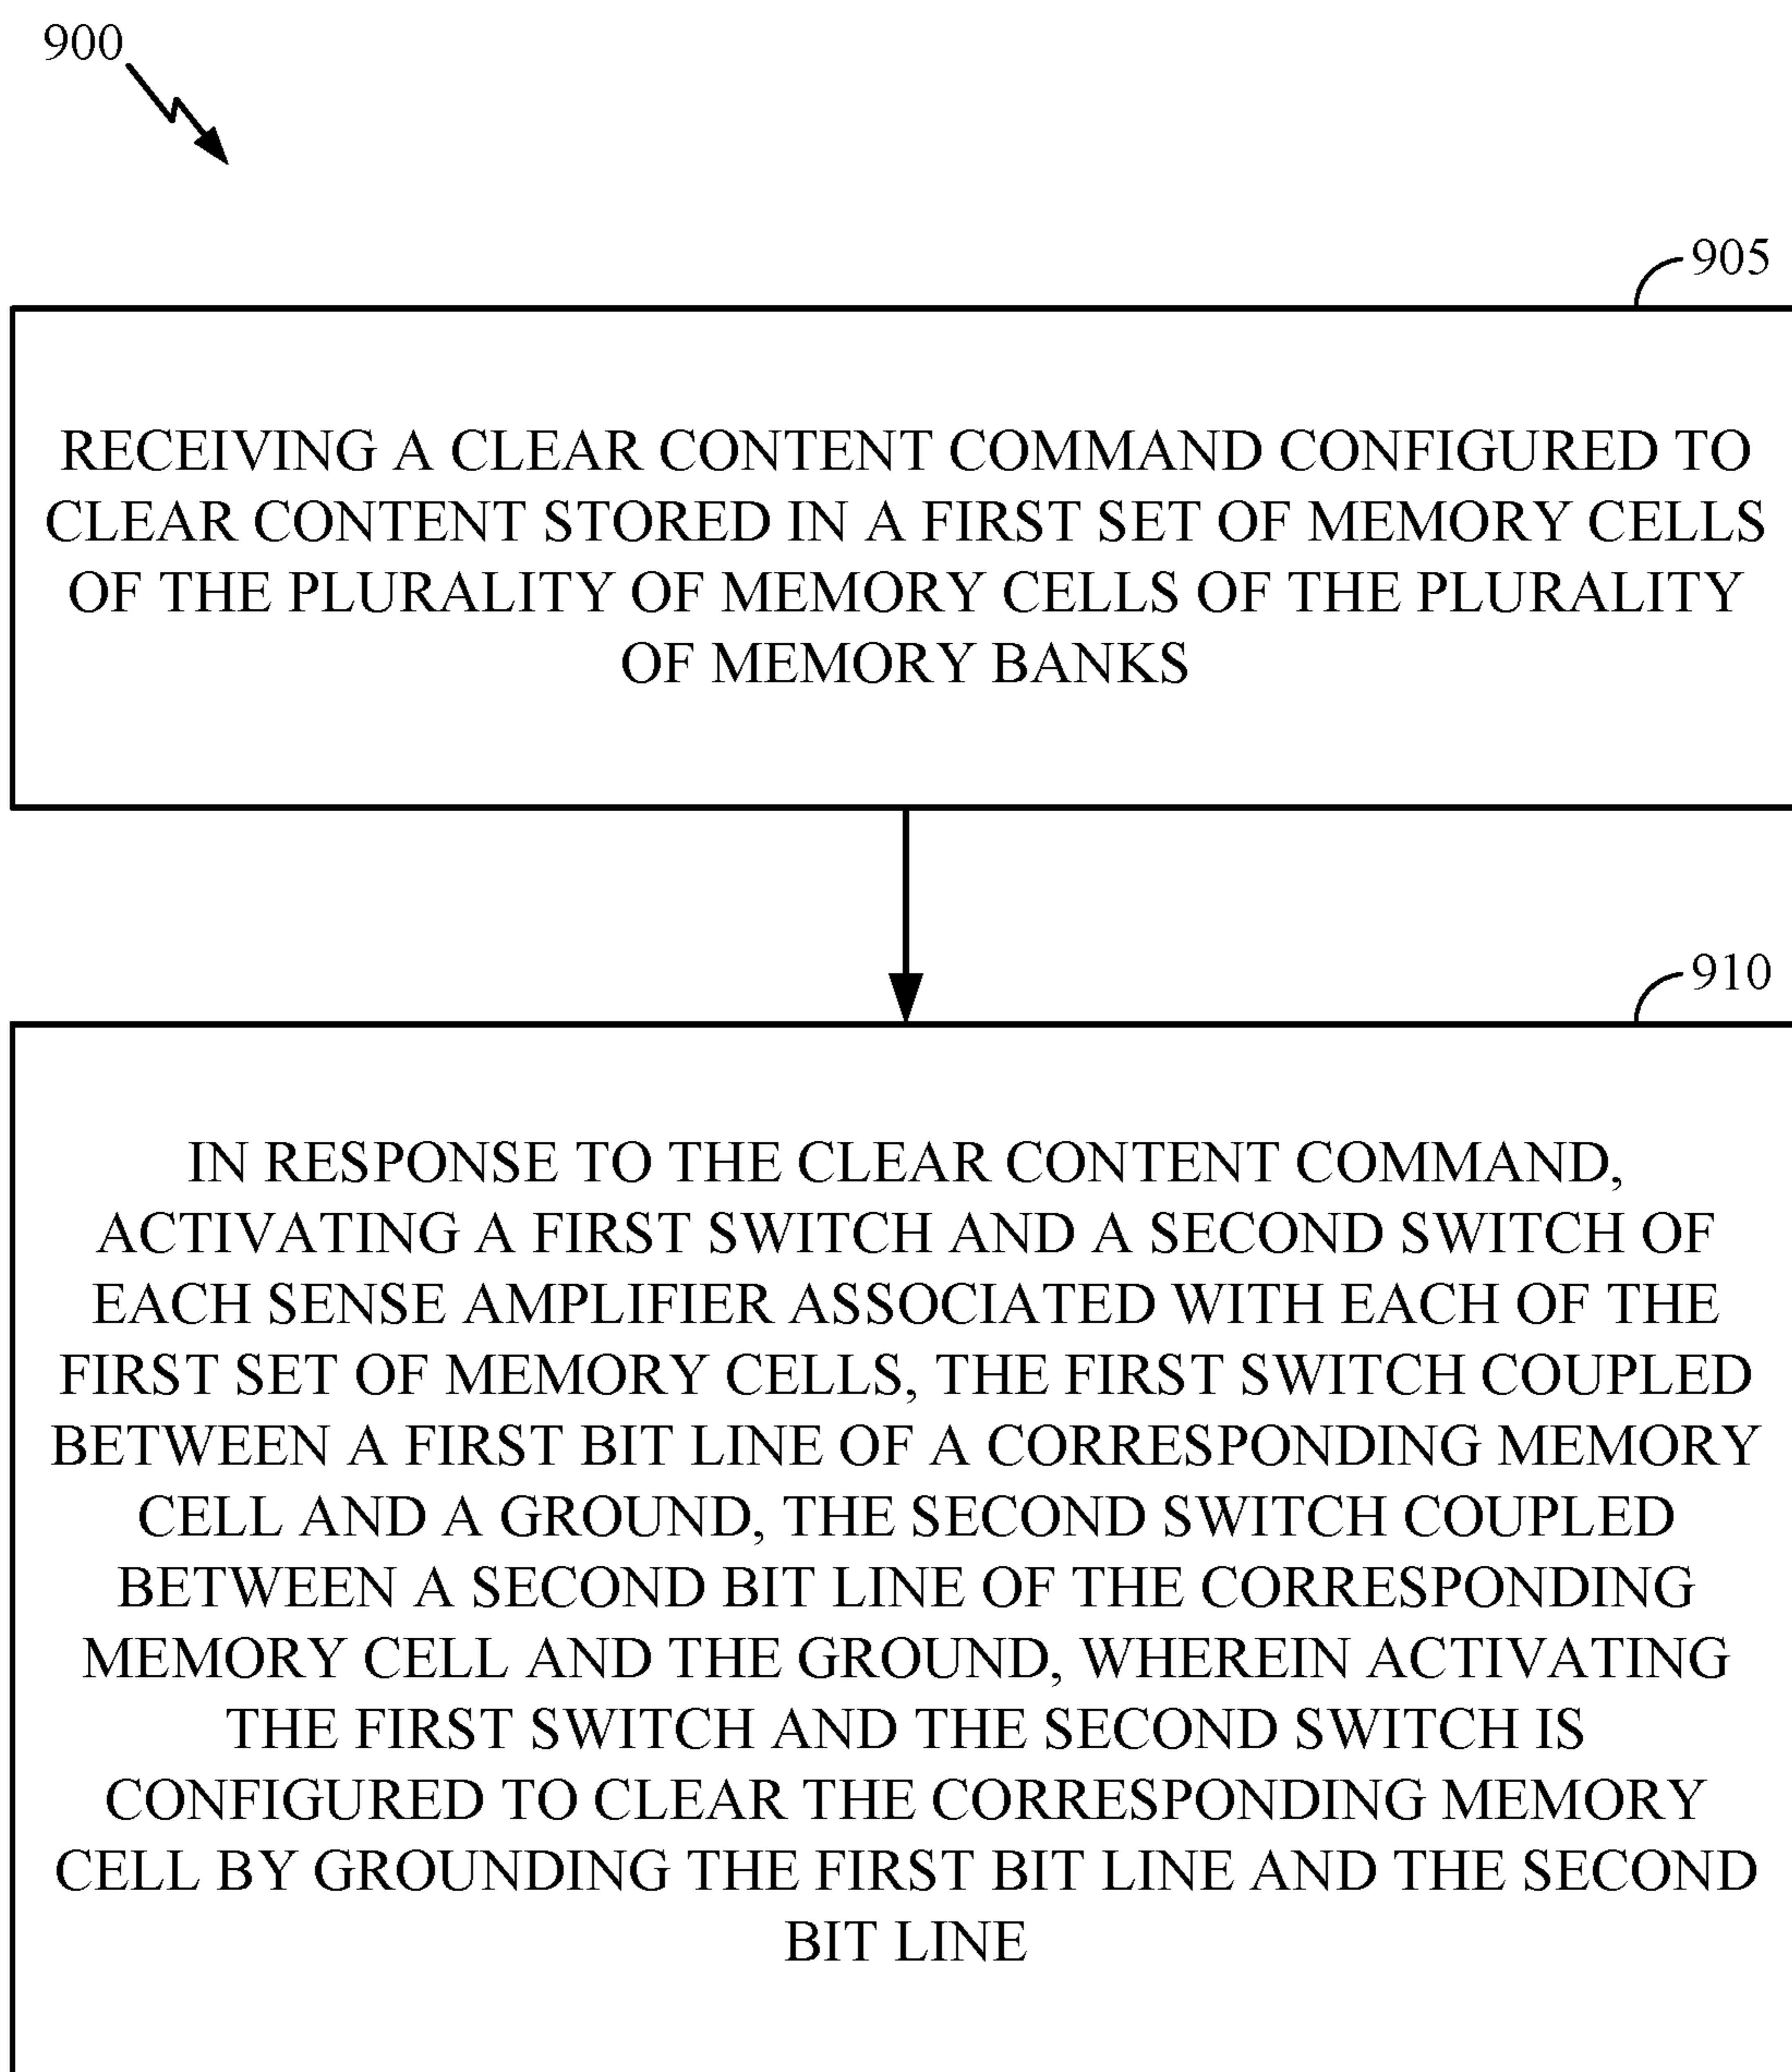 900
905
RECEIVING A CLEAR CONTENT COMMAND CONFIGURED TO
CLEAR CONTENT STORED IN A FIRST SET OF MEMORY CELLS
OF THE PLURALITY OF MEMORY CELLS OF THE PLURALITY
OF MEMORY BANKS
910
IN RESPONSE TO THE CLEAR CONTENT COMMAND,
ACTIVATING A FIRST SWITCH AND A SECOND SWITCH OF
EACH SENSE AMPLIFIER ASSOCIATED WITH EACH OF THE
FIRST SET OF MEMORY CELLS, THE FIRST SWITCH COUPLED
BETWEEN A FIRST BIT LINE OF A CORRESPONDING MEMORY
CELL AND A GROUND, THE SECOND SWITCH COUPLED
BETWEEN A SECOND BIT LINE OF THE CORRESPONDING
MEMORY CELL AND THE GROUND, WHEREIN ACTIVATING
THE FIRST SWITCH AND THE SECOND SWITCH IS
CONFIGURED TO CLEAR THE CORRESPONDING MEMORY
CELL BY GROUNDING THE FIRST BIT LINE AND THE SECOND
BIT LINE